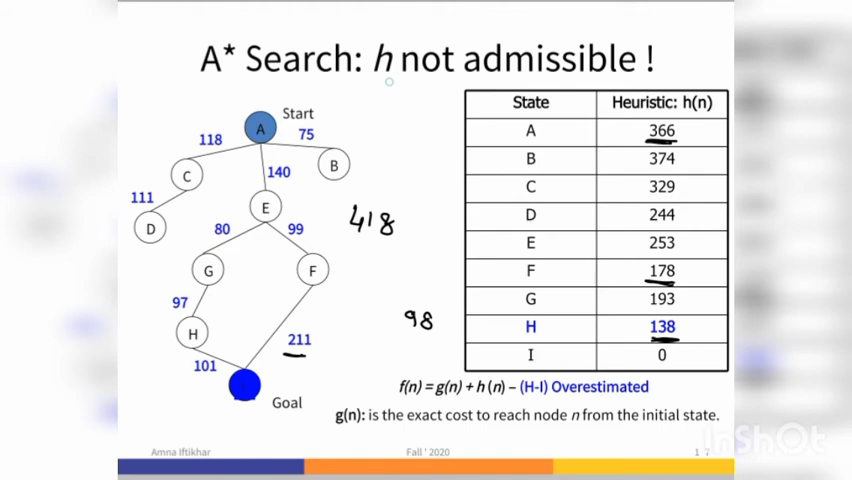 A* Search: h not admissible !
Start
A
118
75
C
140
B
111
E
D
80
99
418
G
F
97
98
H
211
101
Goal
State Heuristic: h(n)
A 366
B 374
C 329
D 244
E 253
F 178
G 193
H 138
I 0
f(n) = g(n) + h (n) – (H-I) Overestimated
g(n): is the exact cost to reach node n from the initial state.
Amna Iftikhar Fall ' 2020 1 7
InShOt